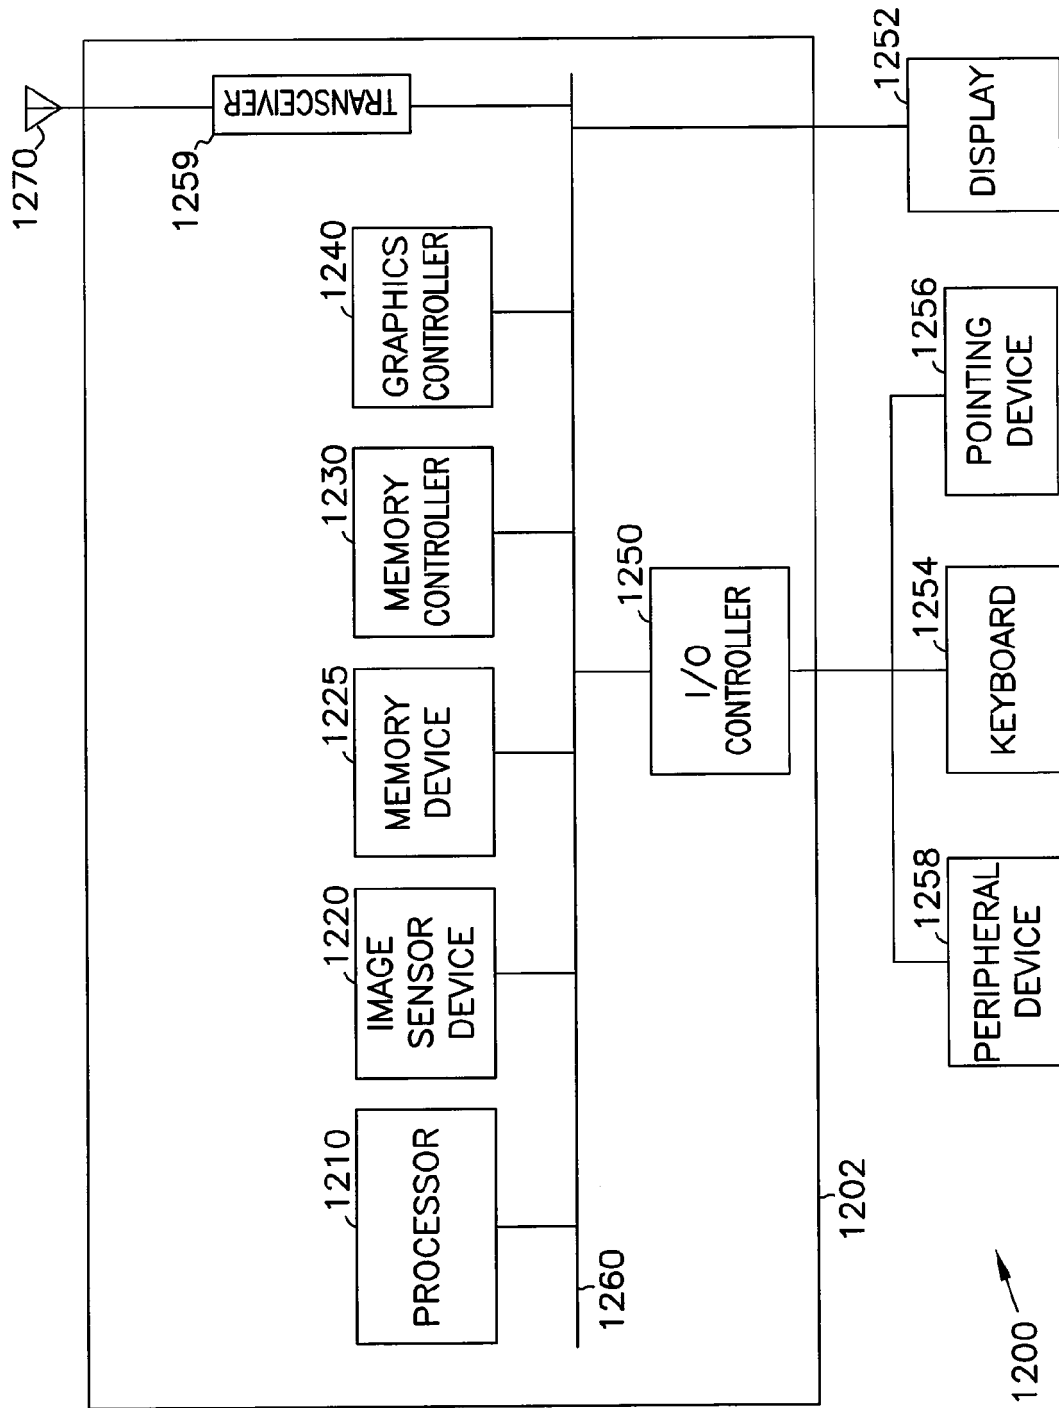 1270
1259
TRANSCEIVER
1210
PROCESSOR
1220
IMAGE
SENSOR
DEVICE
1225
MEMORY
DEVICE
1230
MEMORY
CONTROLLER
1240
GRAPHICS
CONTROLLER
1260
1250
I/O
CONTROLLER
1202
1258
PERIPHERAL
DEVICE
1254
KEYBOARD
1256
POINTING
DEVICE
1252
DISPLAY
1200